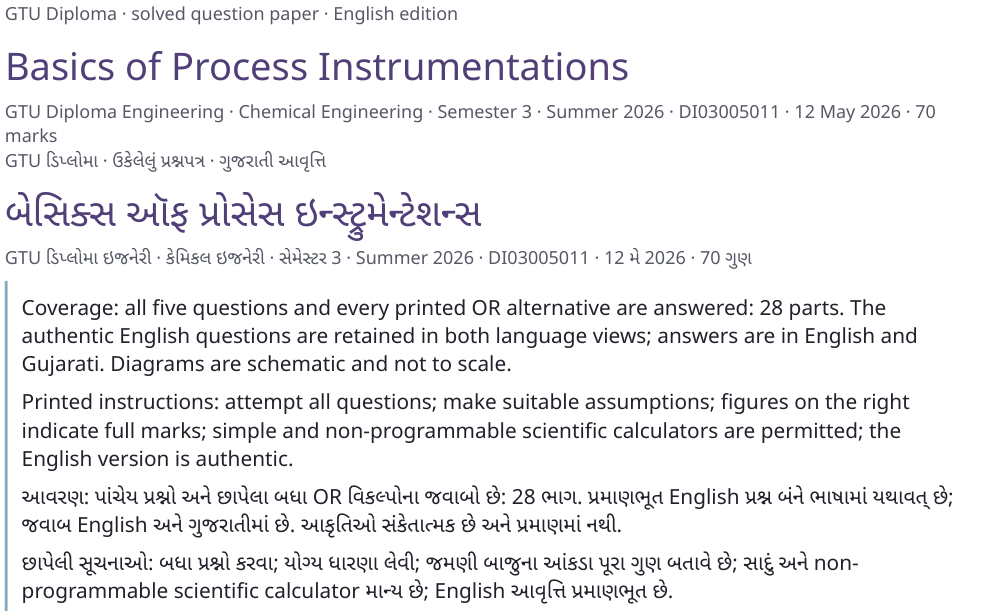 GTU Diploma · solved question paper · English edition
Basics of Process Instrumentations
GTU Diploma Engineering · Chemical Engineering · Semester 3 · Summer 2026 · DI03005011 · 12 May 2026 · 70
marks
GTU ડિપ્લોમા · ઉકેલેલું પ્રશ્નપત્ર · ગુજરાતી આવૃત્તિ
બેસિક્સ ઑફ પ્રોસેસ ઇન્સ્ટ્રુમેન્ટેશન્સ
GTU ડિપ્લોમા ઇજનેરી · કેમિકલ ઇજનેરી · સેમેસ્ટર 3 · Summer 2026 · DI03005011 · 12 મે 2026 · 70 ગુણ
Coverage: all five questions and every printed OR alternative are answered: 28 parts. The
authentic English questions are retained in both language views; answers are in English and
Gujarati. Diagrams are schematic and not to scale.
Printed instructions: attempt all questions; make suitable assumptions; figures on the right
indicate full marks; simple and non-programmable scientific calculators are permitted; the
English version is authentic.
આવરણ: પાંચેય પ્રશ્નો અને છાપેલા બધા OR વિકલ્પોના જવાબો છે: 28 ભાગ. પ્રમાણભૂત English પ્રશ્ન બંને ભાષામાં યથાવત્ છે;
જવાબ English અને ગુજરાતીમાં છે. આકૃતિઓ સંકેતાત્મક છે અને પ્રમાણમાં નથી.
છાપેલી સૂચનાઓ: બધા પ્રશ્નો કરવા; યોગ્ય ધારણા લેવી; જમણી બાજુના આંકડા પૂરા ગુણ બતાવે છે; સાદું અને non-
programmable scientific calculator માન્ય છે; English આવૃત્તિ પ્રમાણભૂત છે.